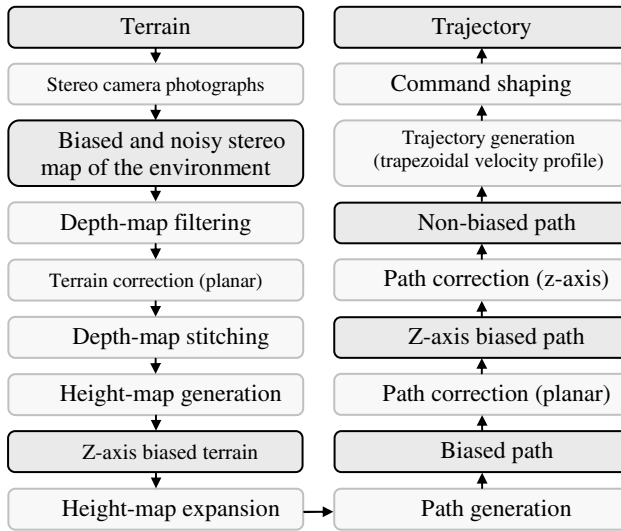 Terrain
Stereo camera photographs
Biased and noisy stereo
map of the environment
Depth-map filtering
Terrain correction (planar)
Depth-map stitching
Height-map generation
Z-axis biased terrain
Height-map expansion
Trajectory
Command shaping
Trajectory generation
(trapezoidal velocity profile)
Non-biased path
Path correction (z-axis)
Z-axis biased path
Path correction (planar)
Biased path
Path generation